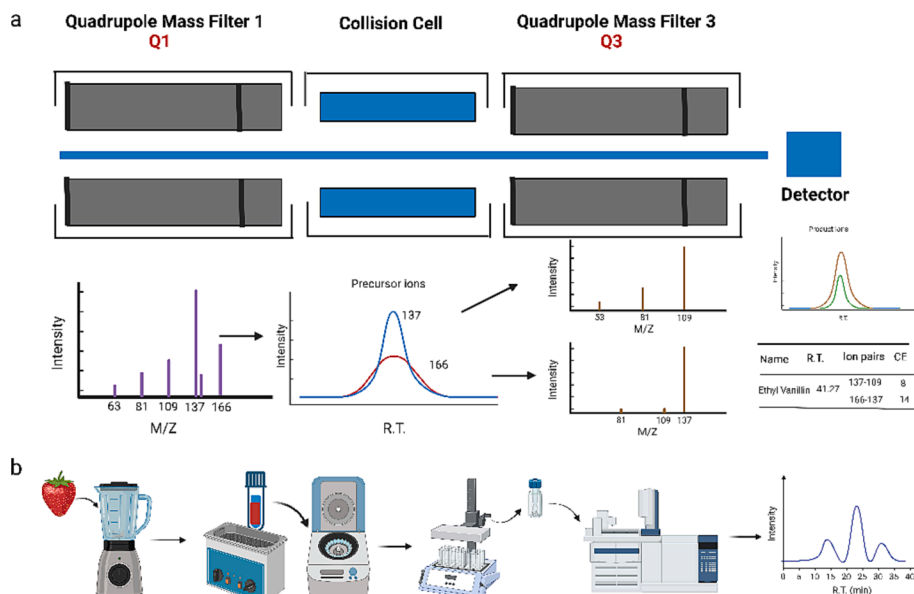 a
Quadrupole Mass Filter 1
Q1
Collision Cell
Quadrupole Mass Filter 3
Q3
Detector
Intensity
63 81 109 137 166
M/Z
Precursor ions
Intensity
137
166
R.T.
Intensity
53 81 109
M/Z
Intensity
81 109 137
M/Z
Product ions
Intensity
R.T.
Name R.T. Ion pairs CE
Ethyl Vanillin 41.27 137-109 8
166-137 14
b
Intensity
0 5 10 15 20 25 30 35 40
R.T. (min)